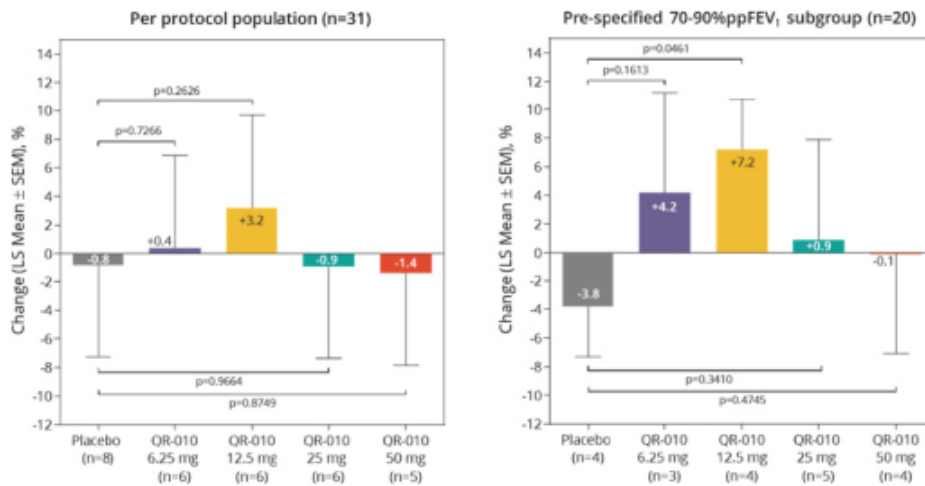 Per protocol population (n=31)
Change (LS Mean ± SEM), %
14
12
10
8
6
4
2
0
-2
-4
-6
-8
-10
-12
p=0.2626
p=0.7266
-0.8
+0.4
+3.2
-0.9
-1.4
p=0.9664
p=0.8749
Placebo
(n=8)
QR-010
6.25 mg
(n=6)
QR-010
12.5 mg
(n=6)
QR-010
25 mg
(n=6)
QR-010
50 mg
(n=5)
Pre-specified 70-90%ppFEV₁ subgroup (n=20)
Change (LS Mean ± SEM), %
14
12
10
8
6
4
2
0
-2
-4
-6
-8
-10
-12
p=0.0461
p=0.1613
-3.8
+4.2
+7.2
+0.9
-0.1
p=0.3410
p=0.4745
Placebo
(n=4)
QR-010
6.25 mg
(n=3)
QR-010
12.5 mg
(n=4)
QR-010
25 mg
(n=5)
QR-010
50 mg
(n=4)